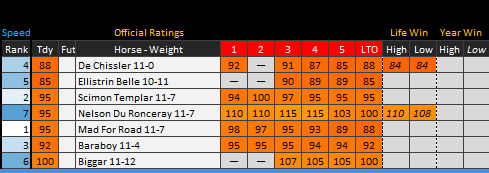 Speed Official Ratings Life Win Year Win
Rank Tdy Fut Horse - Weight 1 2 3 4 5 LTO High Low High Low
4 88 De Chissler 11-0 92 — 91 87 85 88 84 84
5 85 Ellistrin Belle 10-11 — — 90 89 89 85
2 95 Scimon Templar 11-7 94 100 97 95 95 95
7 95 Nelson Du Ronceray 11-7 110 110 115 115 103 100 110 108
1 95 Mad For Road 11-7 98 97 95 93 89 88
3 92 Baraboy 11-4 95 95 95 94 94 92
6 100 Biggar 11-12 — — 107 105 105 100